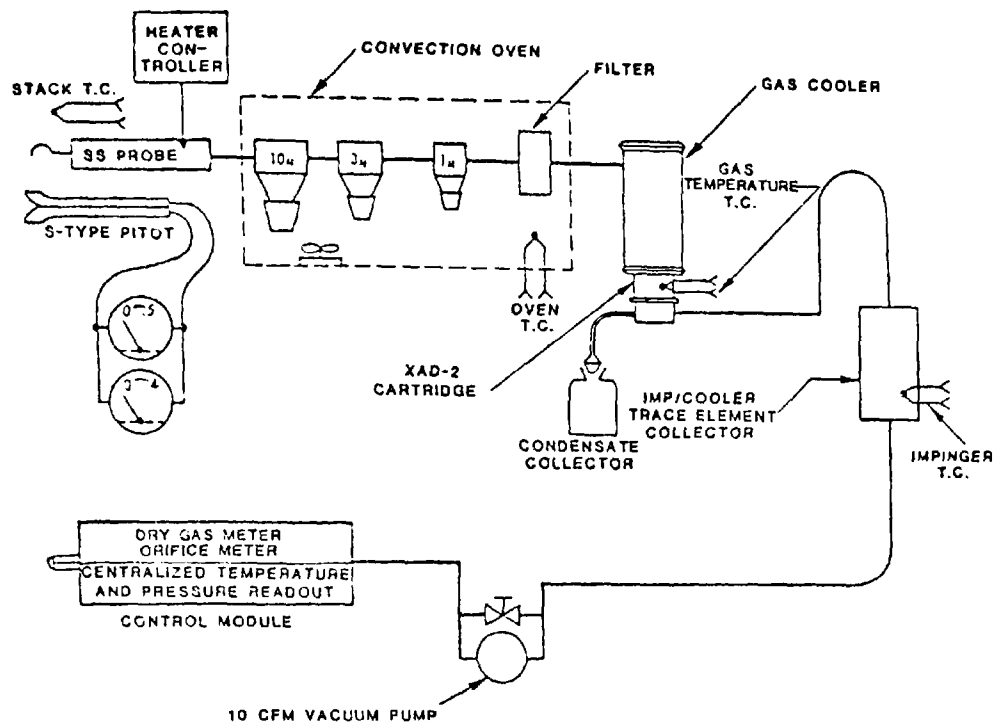 HEATER
CON-
TROLLER
CONVECTION OVEN
FILTER
GAS COOLER
STACK T.C.
SS PROBE
10μ
3μ
1μ
GAS
TEMPERATURE
T.C.
S-TYPE PITOT
OVEN
T.C.
XAD-2
CARTRIDGE
CONDENSATE
COLLECTOR
IMP/COOLER
TRACE ELEMENT
COLLECTOR
IMPINGER
T.C.
DRY GAS METER
ORIFICE METER
CENTRALIZED TEMPERATURE
AND PRESSURE READOUT
CONTROL MODULE
10 CFM VACUUM PUMP